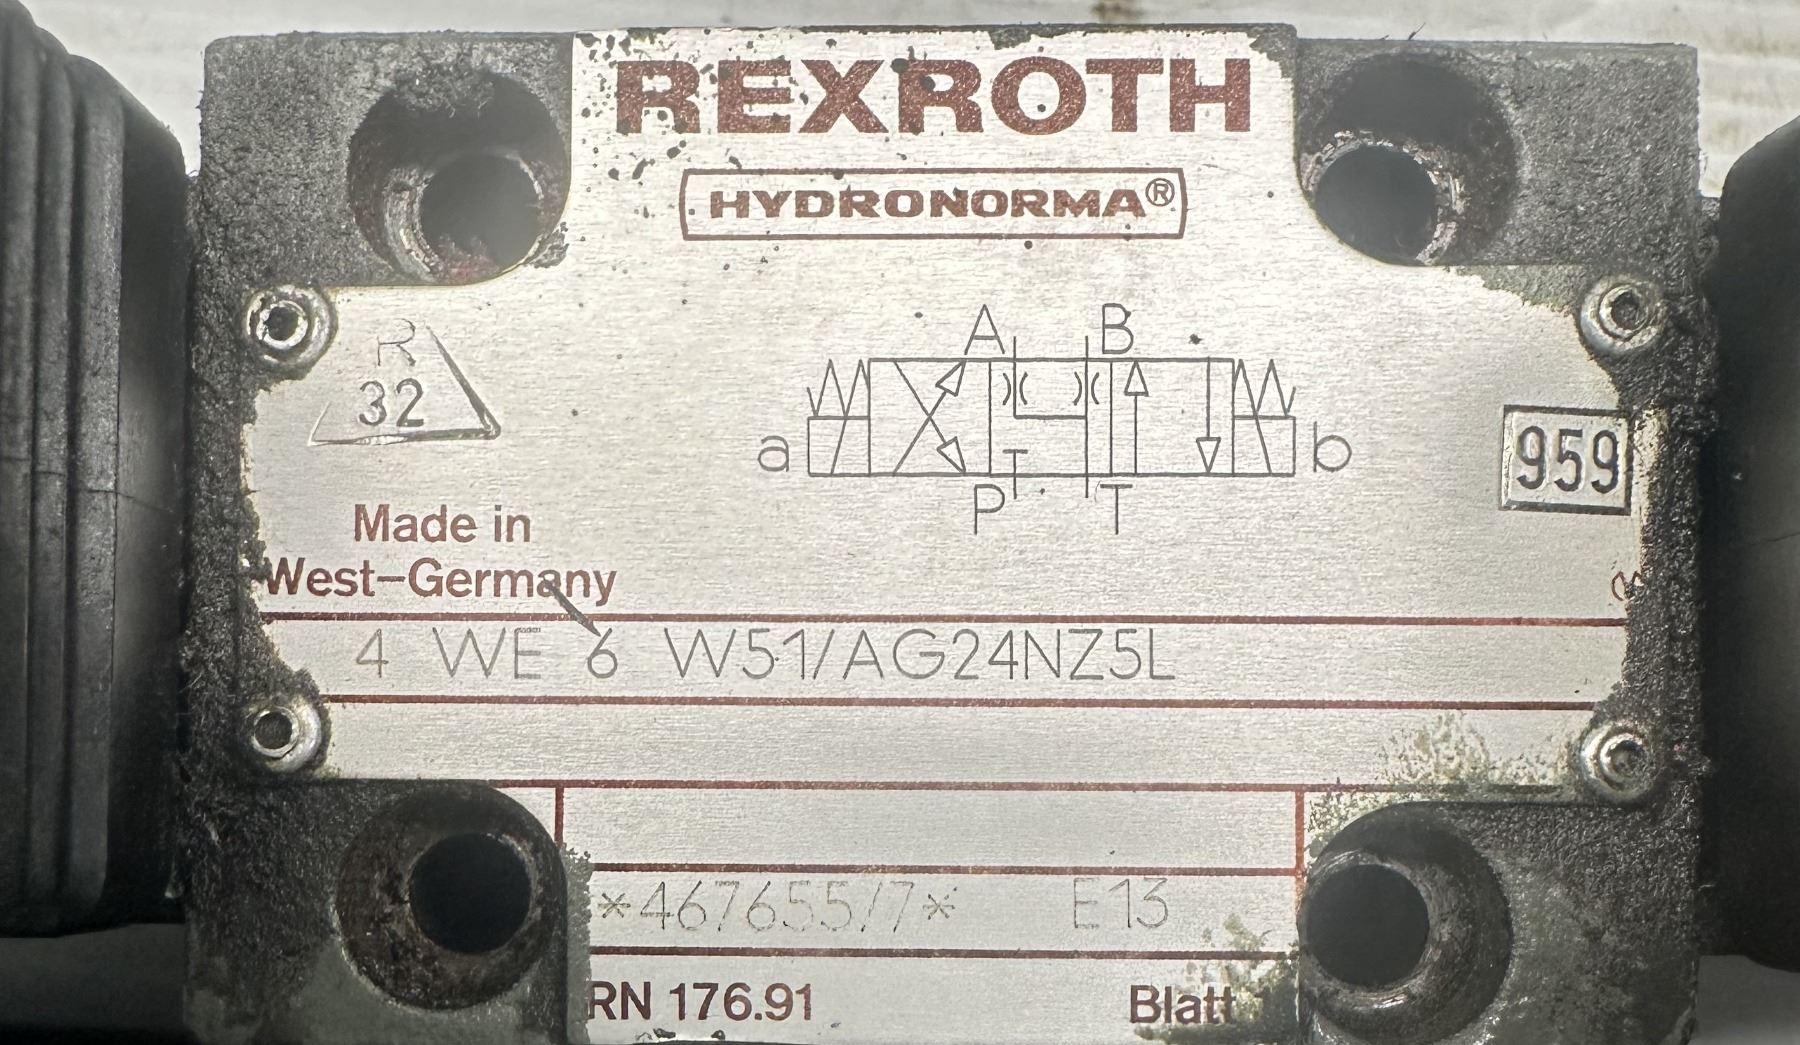 REXROTH
HYDRONORMA®
A B
R
32
a b
959
P T
Made in
West-Germany
4 WE 6 W51/AG24NZ5L
*467655/7* E13
RN 176.91 Blatt